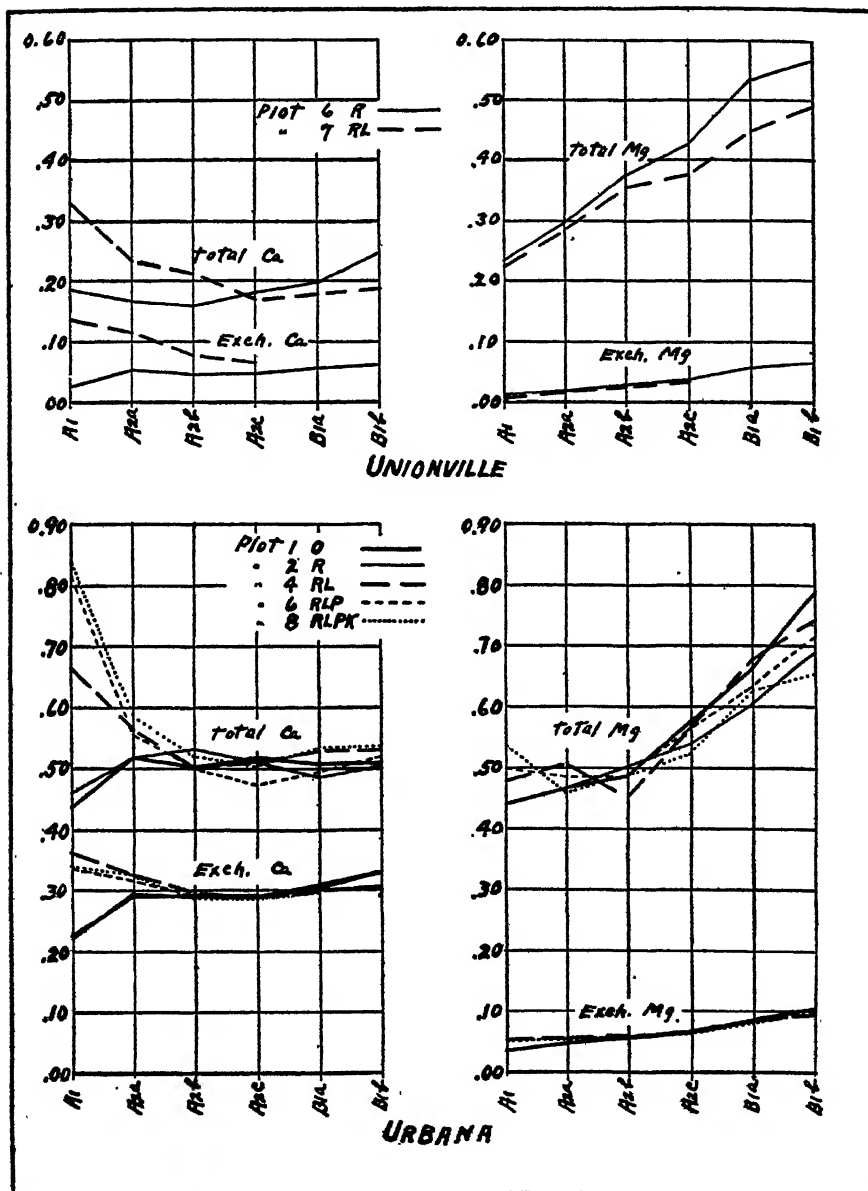 0.60
.50
.40
.30
.20
.10
.00
Plot 6 R
" 7 RL
total Ca
Exch. Ca
A1 A2a A2b A2c B1a B1b
0.60
.50
.40
.30
.20
.10
.00
total Mg
Exch. Mg
A1 A2a A2b A2c B1a B1b
UNIONVILLE
0.90
.80
.70
.60
.50
.40
.30
.20
.10
.00
Plot 1 O
" 2 R
" 4 RL
" 6 RLP
" 8 RLPK
total Ca
Exch. Ca
A1 A2a A2b A2c B1a B1b
0.90
.80
.70
.60
.50
.40
.30
.20
.10
.00
total Mg
Exch. Mg.
A1 A2a A2b A2c B1a B1b
URBANA